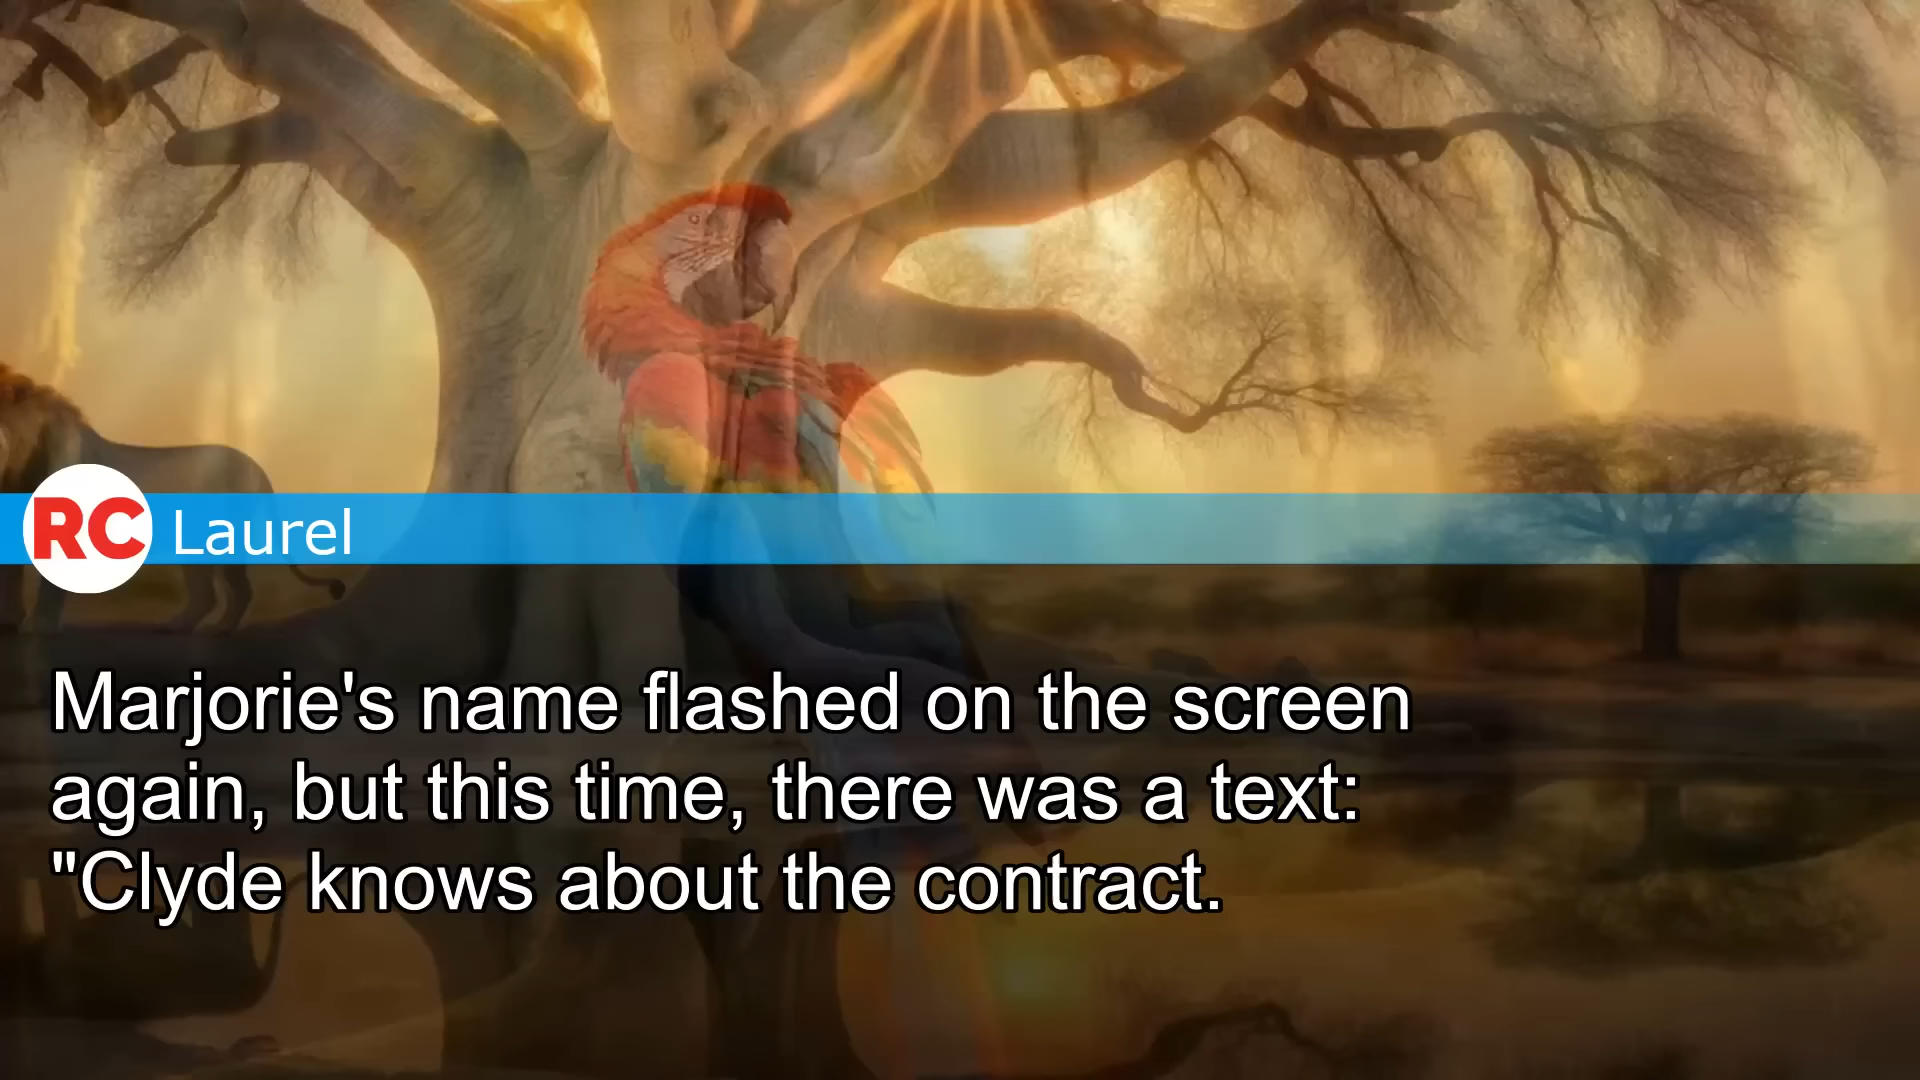 RC Laurel
Marjorie's name flashed on the screen
again, but this time, there was a text:
"Clyde knows about the contract.